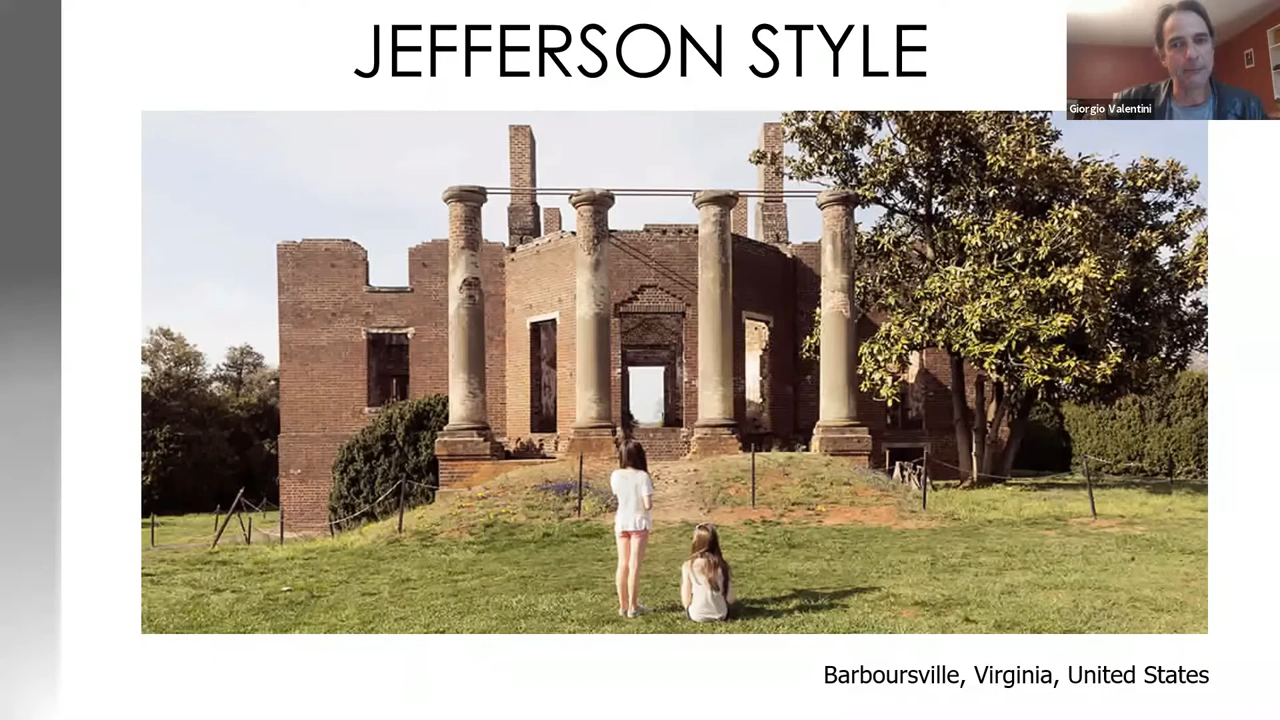 JEFFERSON STYLE
Giorgio Valentini
Barboursville, Virginia, United States